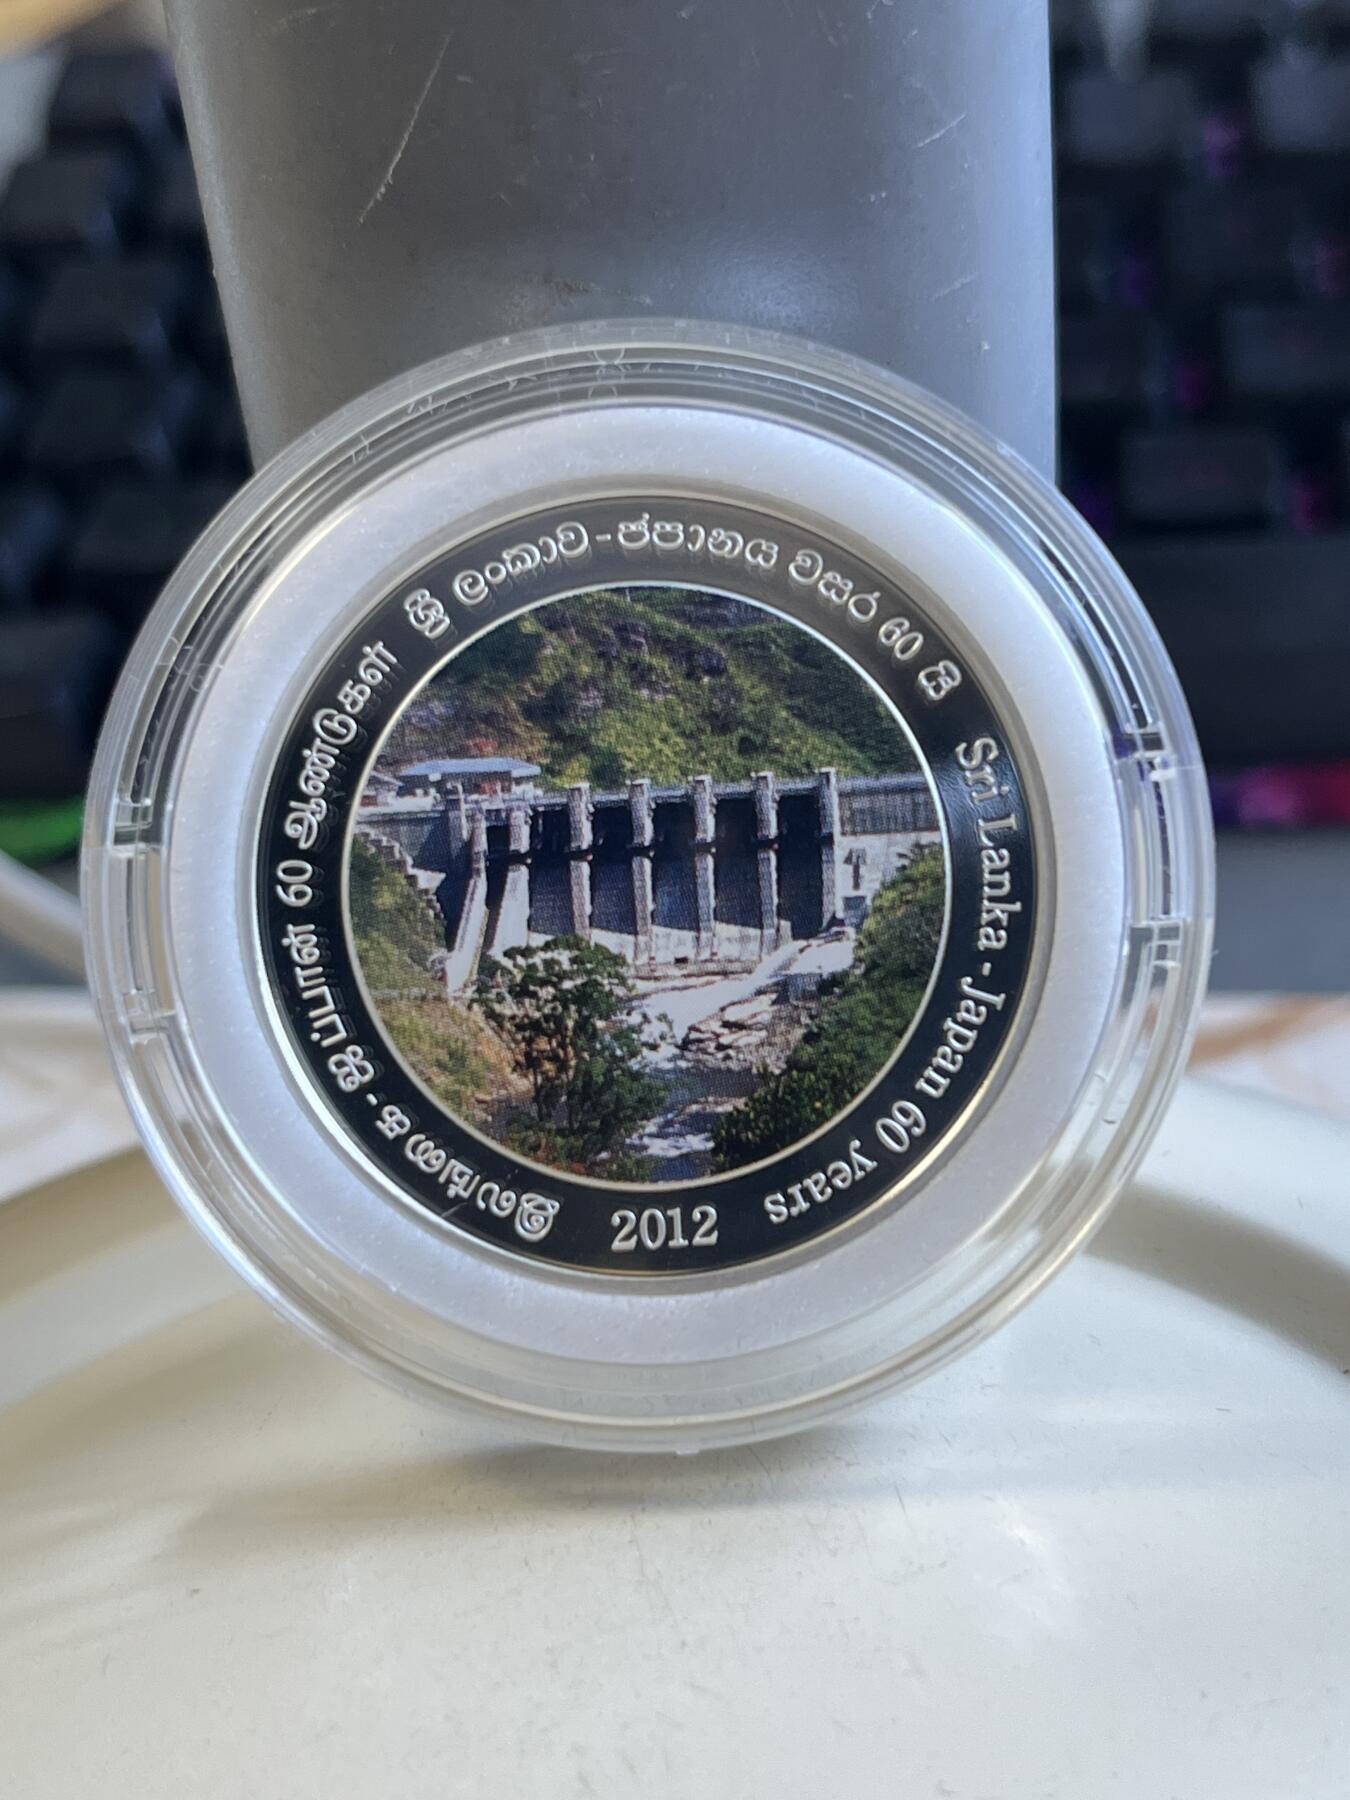 ශ්‍රී ලංකාව - ජපානය වසර 60 යි
Sri Lanka - Japan 60 years
2012
இலங்கை - ஜப்பான் 60 ஆண்டுகள்